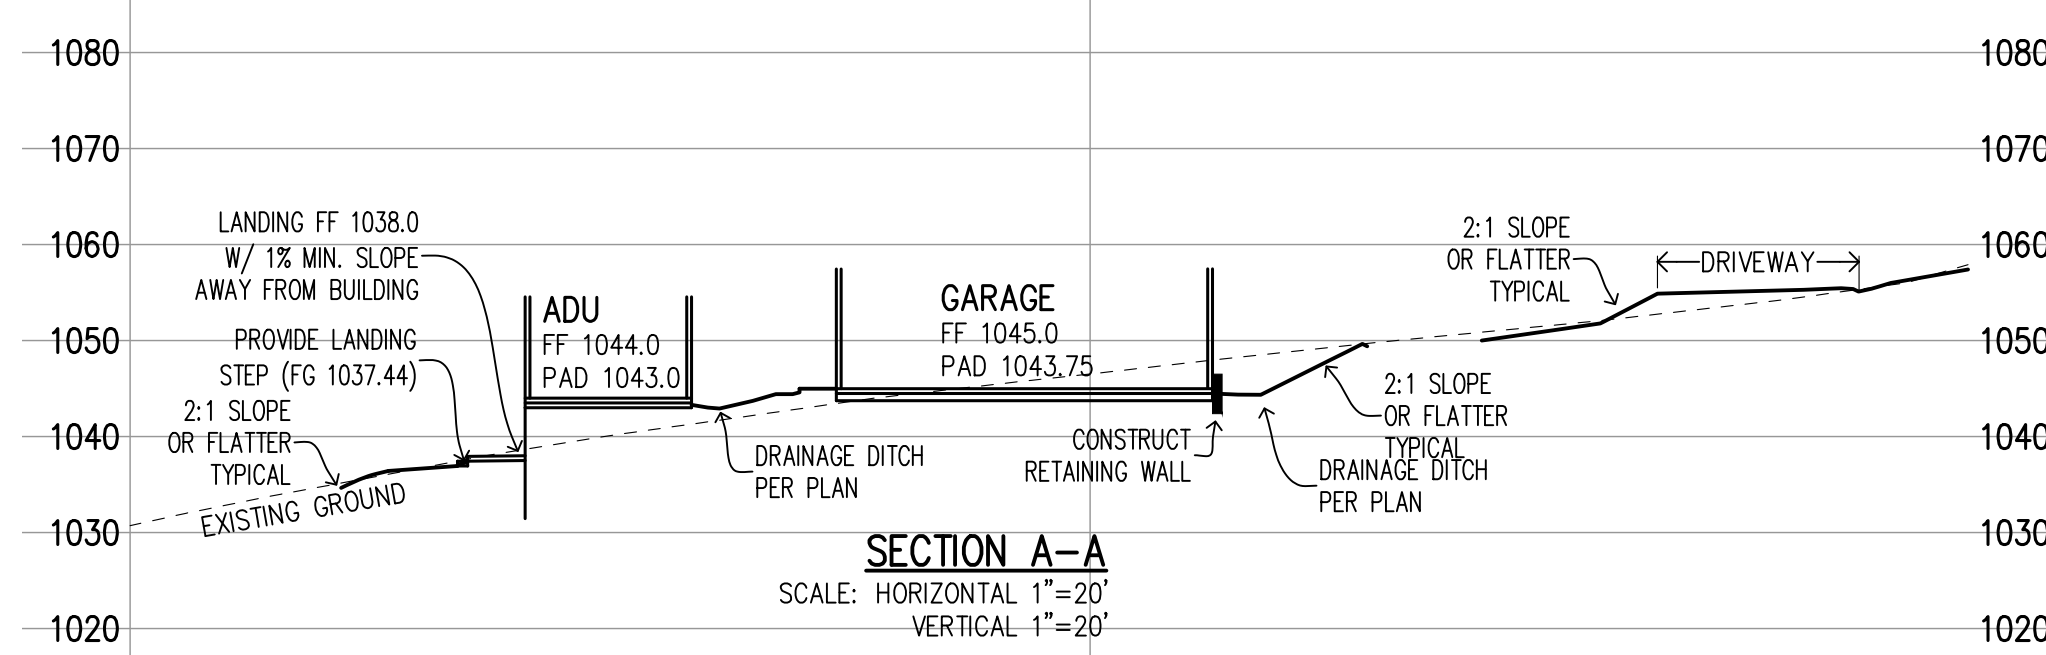 1080
1070
1060
1050
1040
1030
1020
LANDING FF 1038.0
W/ 1% MIN. SLOPE
AWAY FROM BUILDING
PROVIDE LANDING
STEP (FG 1037.44)
2:1 SLOPE
OR FLATTER
TYPICAL
EXISTING GROUND
ADU
FF 1044.0
PAD 1043.0
DRAINAGE DITCH
PER PLAN
GARAGE
FF 1045.0
PAD 1043.75
CONSTRUCT
RETAINING WALL
DRAINAGE DITCH
PER PLAN
2:1 SLOPE
OR FLATTER
TYPICAL
2:1 SLOPE
OR FLATTER
TYPICAL
DRIVEWAY
1080
1070
1060
1050
1040
1030
1020
SECTION A-A
SCALE: HORIZONTAL 1"=20'
VERTICAL 1"=20'